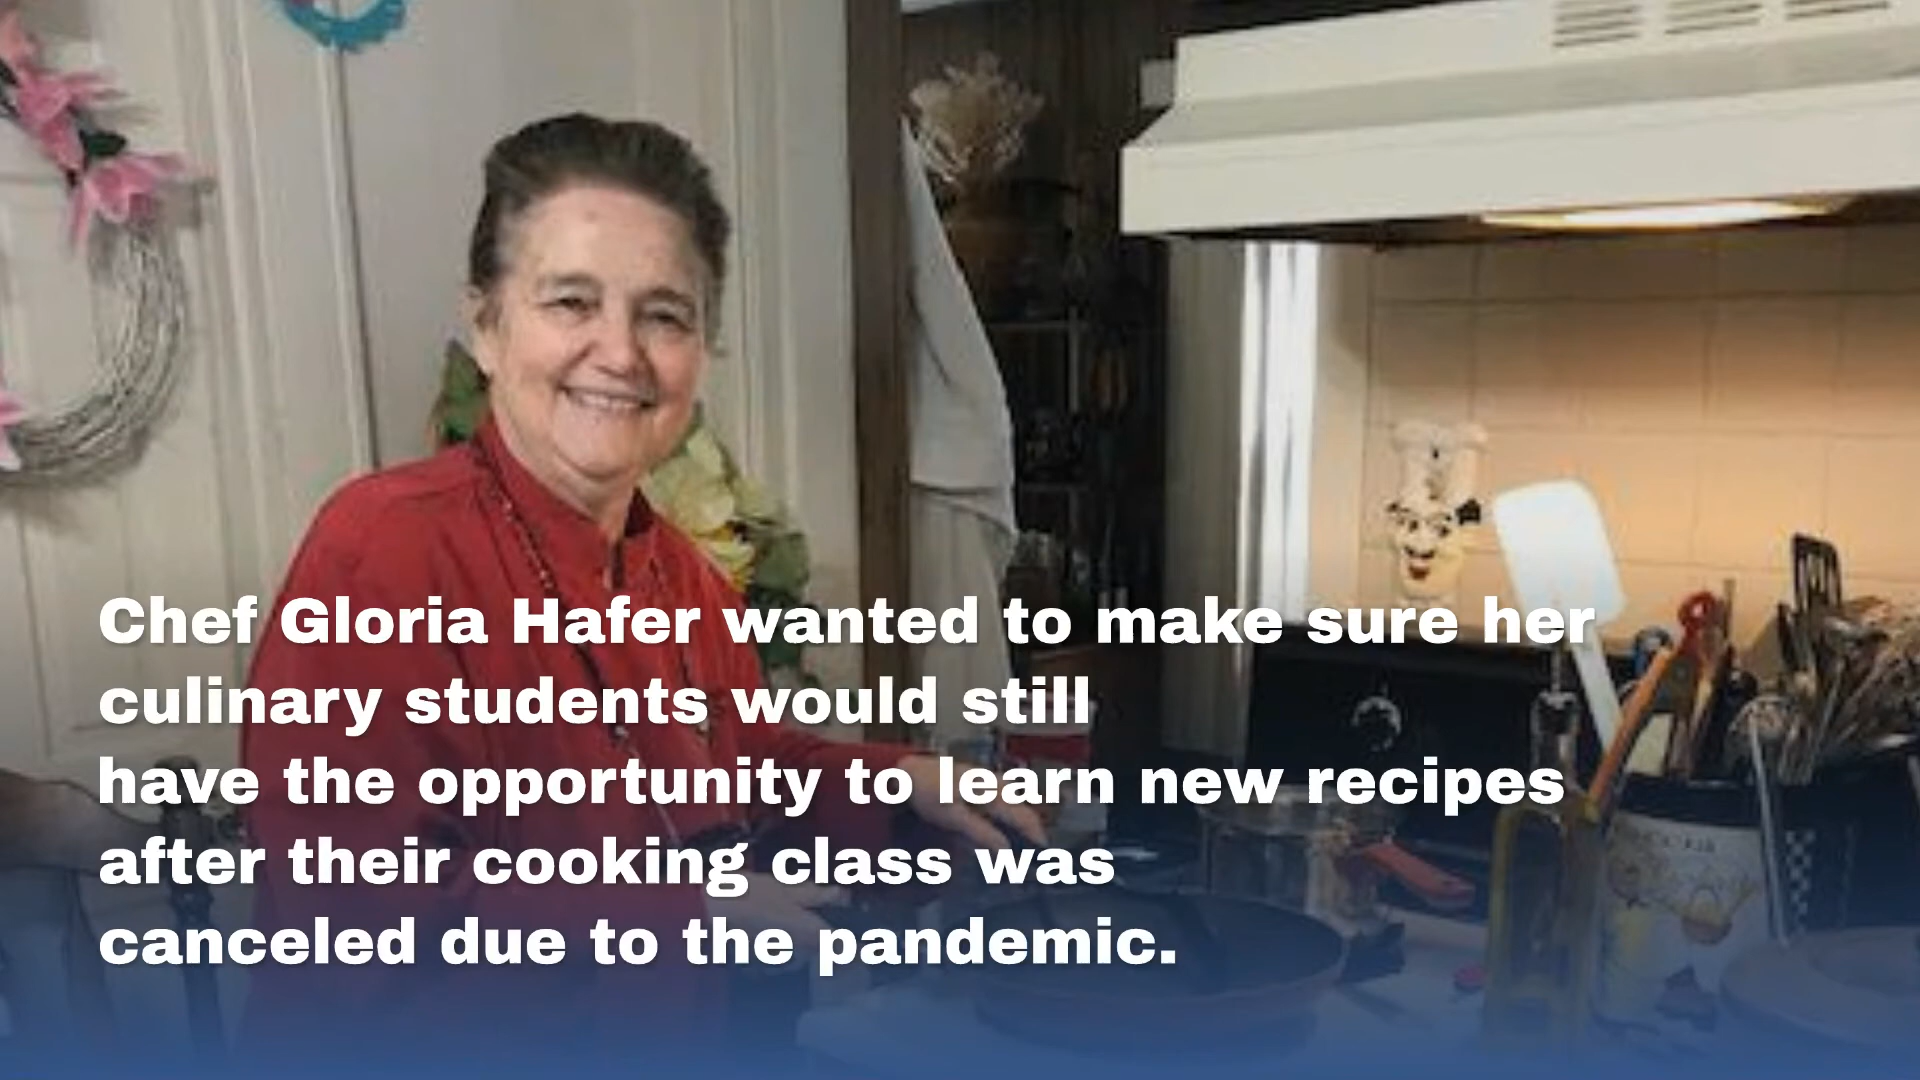 Chef Gloria Hafer wanted to make sure her
culinary students would still
have the opportunity to learn new recipes
after their cooking class was
canceled due to the pandemic.